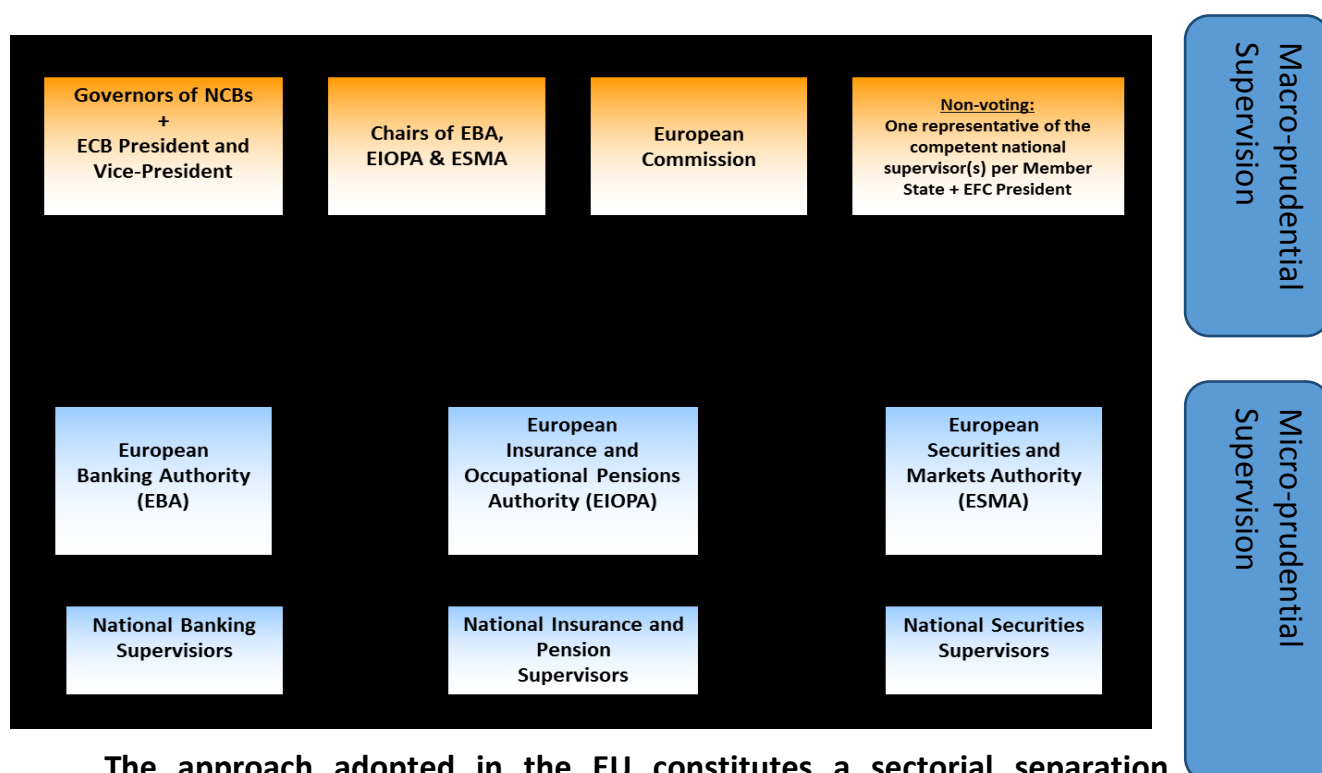 Governors of NCBs
+
ECB President and
Vice-President
Chairs of EBA,
EIOPA & ESMA
European
Commission
Non-voting:
One representative of the
competent national
supervisor(s) per Member
State + EFC President
Macro-prudential
Supervision
European
Banking Authority
(EBA)
European
Insurance and
Occupational Pensions
Authority (EIOPA)
European
Securities and
Markets Authority
(ESMA)
Micro-prudential
Supervision
National Banking
Supervisiors
National Insurance and
Pension
Supervisors
National Securities
Supervisors
The approach adopted in the EU constitutes a sectorial separation